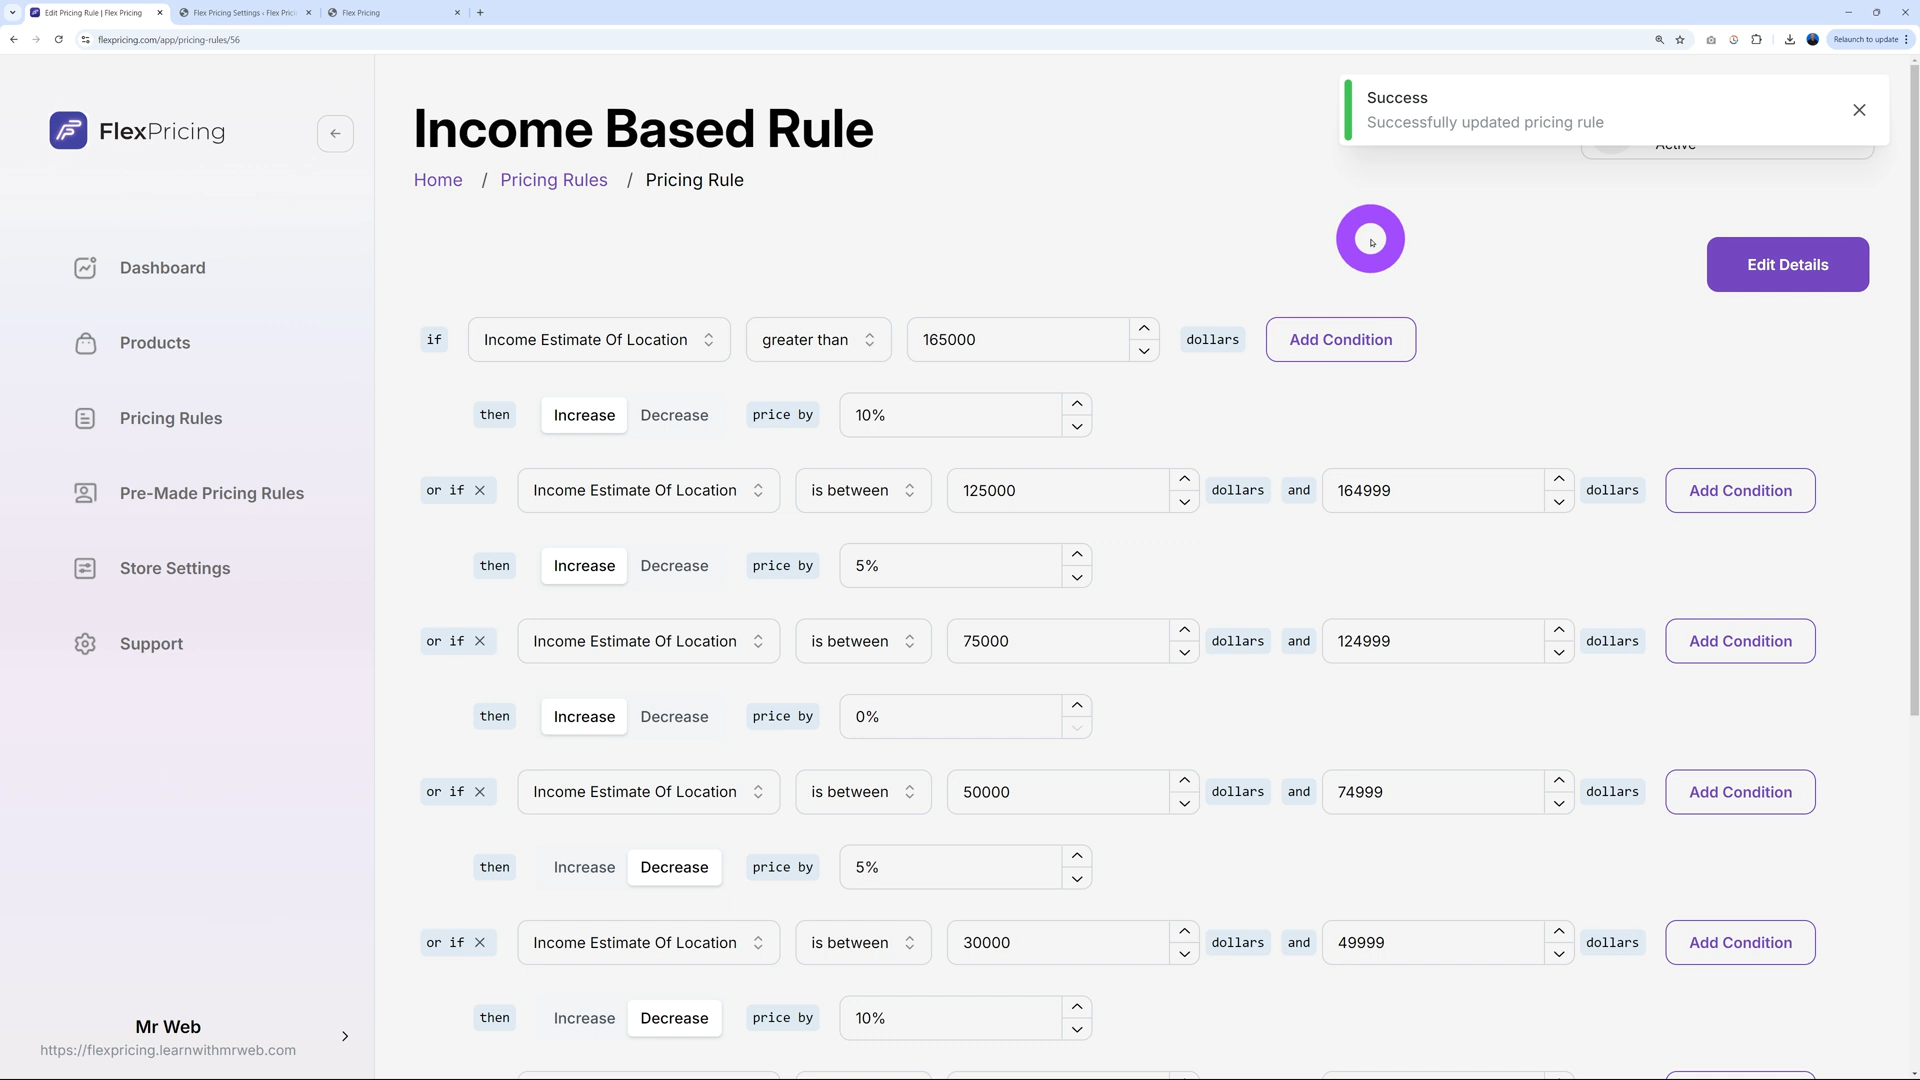 Edit Pricing Rule | Flex Pricing
Flex Pricing Settings ‹ Flex Prici
Flex Pricing
flexpricing.com/app/pricing-rules/56
Relaunch to update
FlexPricing
Income Based Rule
Success
Successfully updated pricing rule
Active
Home / Pricing Rules / Pricing Rule
Edit Details
Dashboard
Products
Pricing Rules
Pre-Made Pricing Rules
Store Settings
Support
if Income Estimate Of Location greater than 165000 dollars Add Condition
then Increase Decrease price by 10%
or if Income Estimate Of Location is between 125000 dollars and 164999 dollars Add Condition
then Increase Decrease price by 5%
or if Income Estimate Of Location is between 75000 dollars and 124999 dollars Add Condition
then Increase Decrease price by 0%
or if Income Estimate Of Location is between 50000 dollars and 74999 dollars Add Condition
then Increase Decrease price by 5%
or if Income Estimate Of Location is between 30000 dollars and 49999 dollars Add Condition
then Increase Decrease price by 10%
Mr Web
https://flexpricing.learnwithmrweb.com